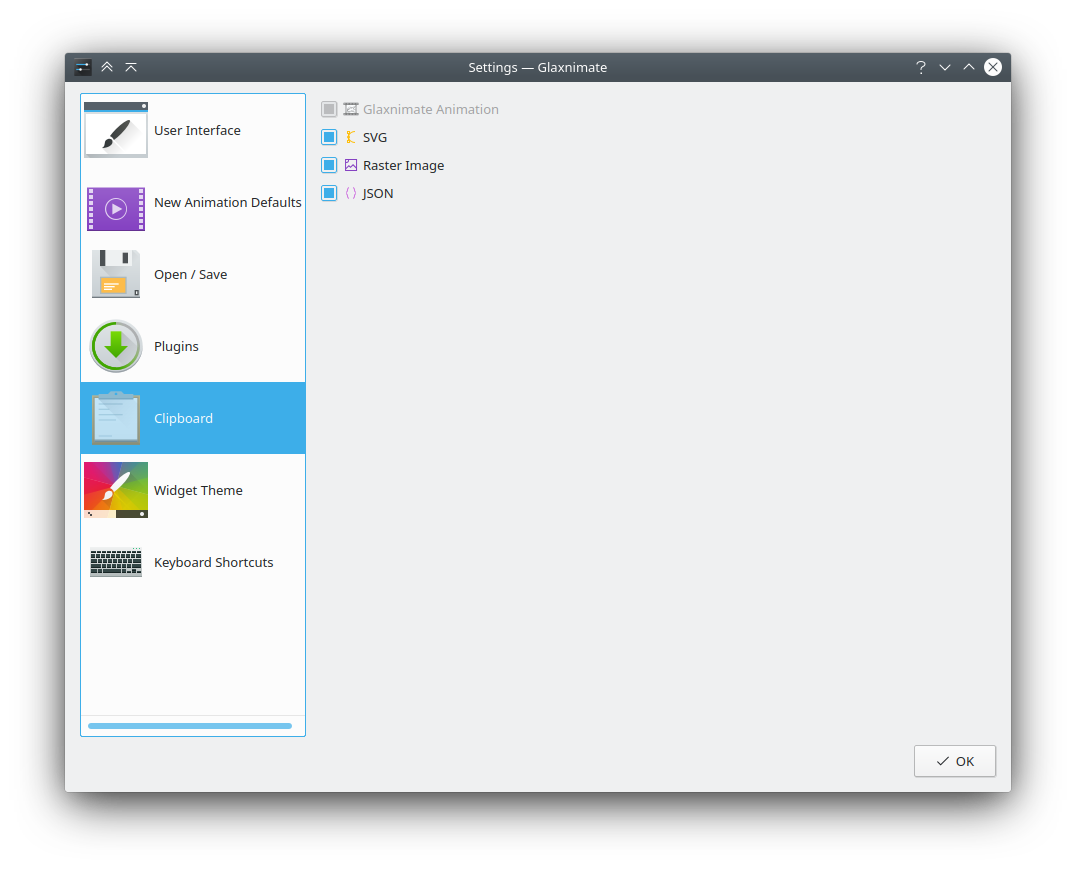 Settings — Glaxnimate
User Interface
New Animation Defaults
Open / Save
Plugins
Clipboard
Widget Theme
Keyboard Shortcuts
Glaxnimate Animation
SVG
Raster Image
JSON
OK